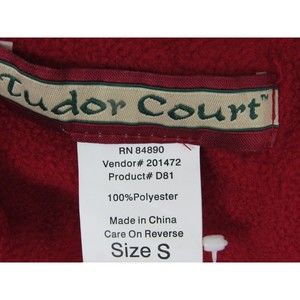 Tudor Court™
RN 84890
Vendor# 201472
Product# D81
100%Polyester
Made in China
Care On Reverse
Size S